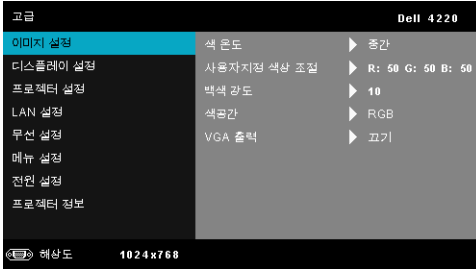 고급 Dell 4220
이미지 설정
디스플레이 설정
프로젝터 설정
LAN 설정
무선 설정
메뉴 설정
전원 설정
프로젝터 정보
색 온도 중간
사용자지정 색상 조절 R: 50 G: 50 B: 50
백색 강도 10
색공간 RGB
VGA 출력 끄기
해상도 1024x768